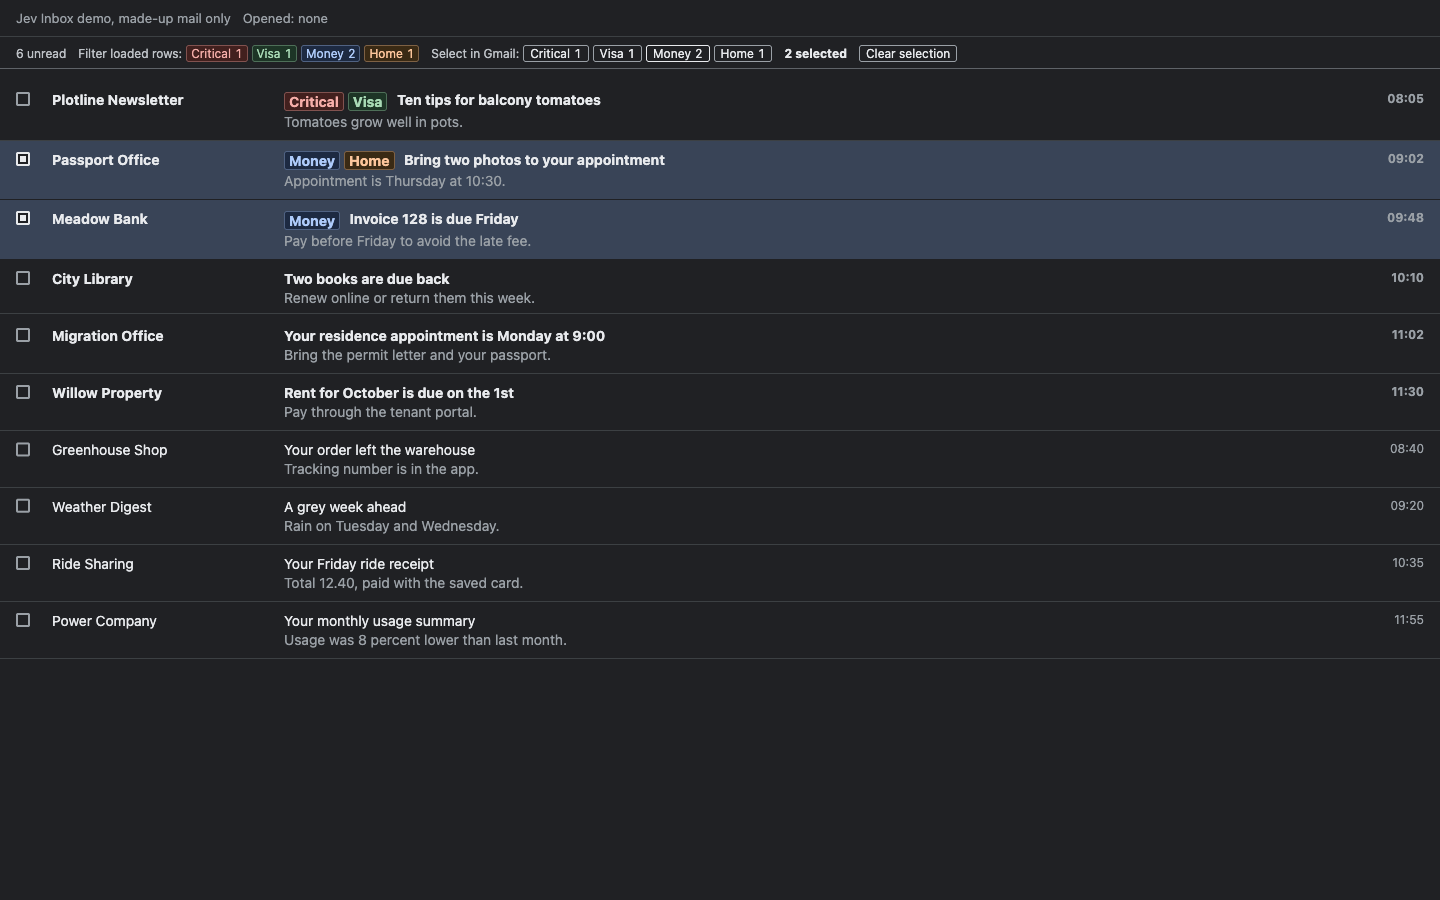 Jev Inbox demo, made-up mail only Opened: none
6 unread Filter loaded rows: Critical 1 Visa 1 Money 2 Home 1 Select in Gmail: Critical 1 Visa 1 Money 2 Home 1 2 selected Clear selection
Plotline Newsletter Critical Visa Ten tips for balcony tomatoes 08:05
Tomatoes grow well in pots.
Passport Office Money Home Bring two photos to your appointment 09:02
Appointment is Thursday at 10:30.
Meadow Bank Money Invoice 128 is due Friday 09:48
Pay before Friday to avoid the late fee.
City Library Two books are due back 10:10
Renew online or return them this week.
Migration Office Your residence appointment is Monday at 9:00 11:02
Bring the permit letter and your passport.
Willow Property Rent for October is due on the 1st 11:30
Pay through the tenant portal.
Greenhouse Shop Your order left the warehouse 08:40
Tracking number is in the app.
Weather Digest A grey week ahead 09:20
Rain on Tuesday and Wednesday.
Ride Sharing Your Friday ride receipt 10:35
Total 12.40, paid with the saved card.
Power Company Your monthly usage summary 11:55
Usage was 8 percent lower than last month.